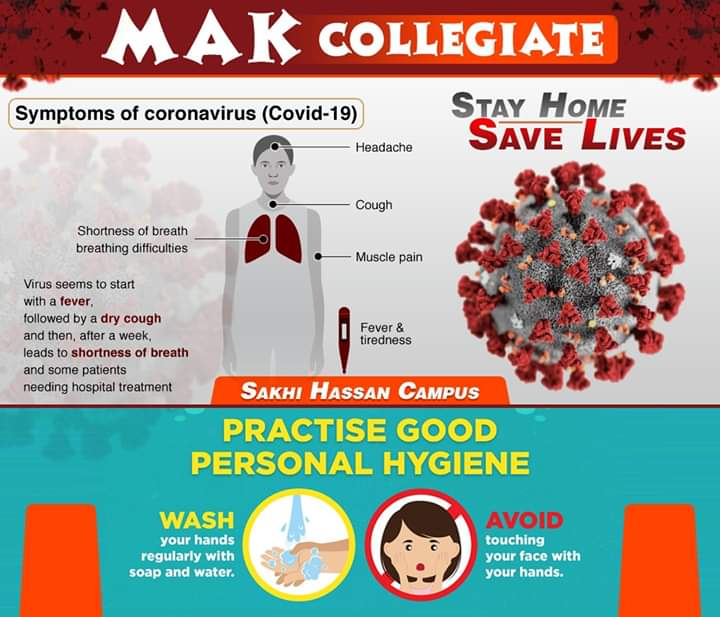 MAK COLLEGIATE
Symptoms of coronavirus (Covid-19)
STAY HOME
SAVE LIVES
Headache
Cough
Shortness of breath
breathing difficulties
Muscle pain
Virus seems to start
with a fever,
followed by a dry cough
and then, after a week,
leads to shortness of breath
and some patients
needing hospital treatment
Fever &
tiredness
SAKHI HASSAN CAMPUS
PRACTISE GOOD
PERSONAL HYGIENE
WASH
your hands
regularly with
soap and water.
AVOID
touching
your face with
your hands.